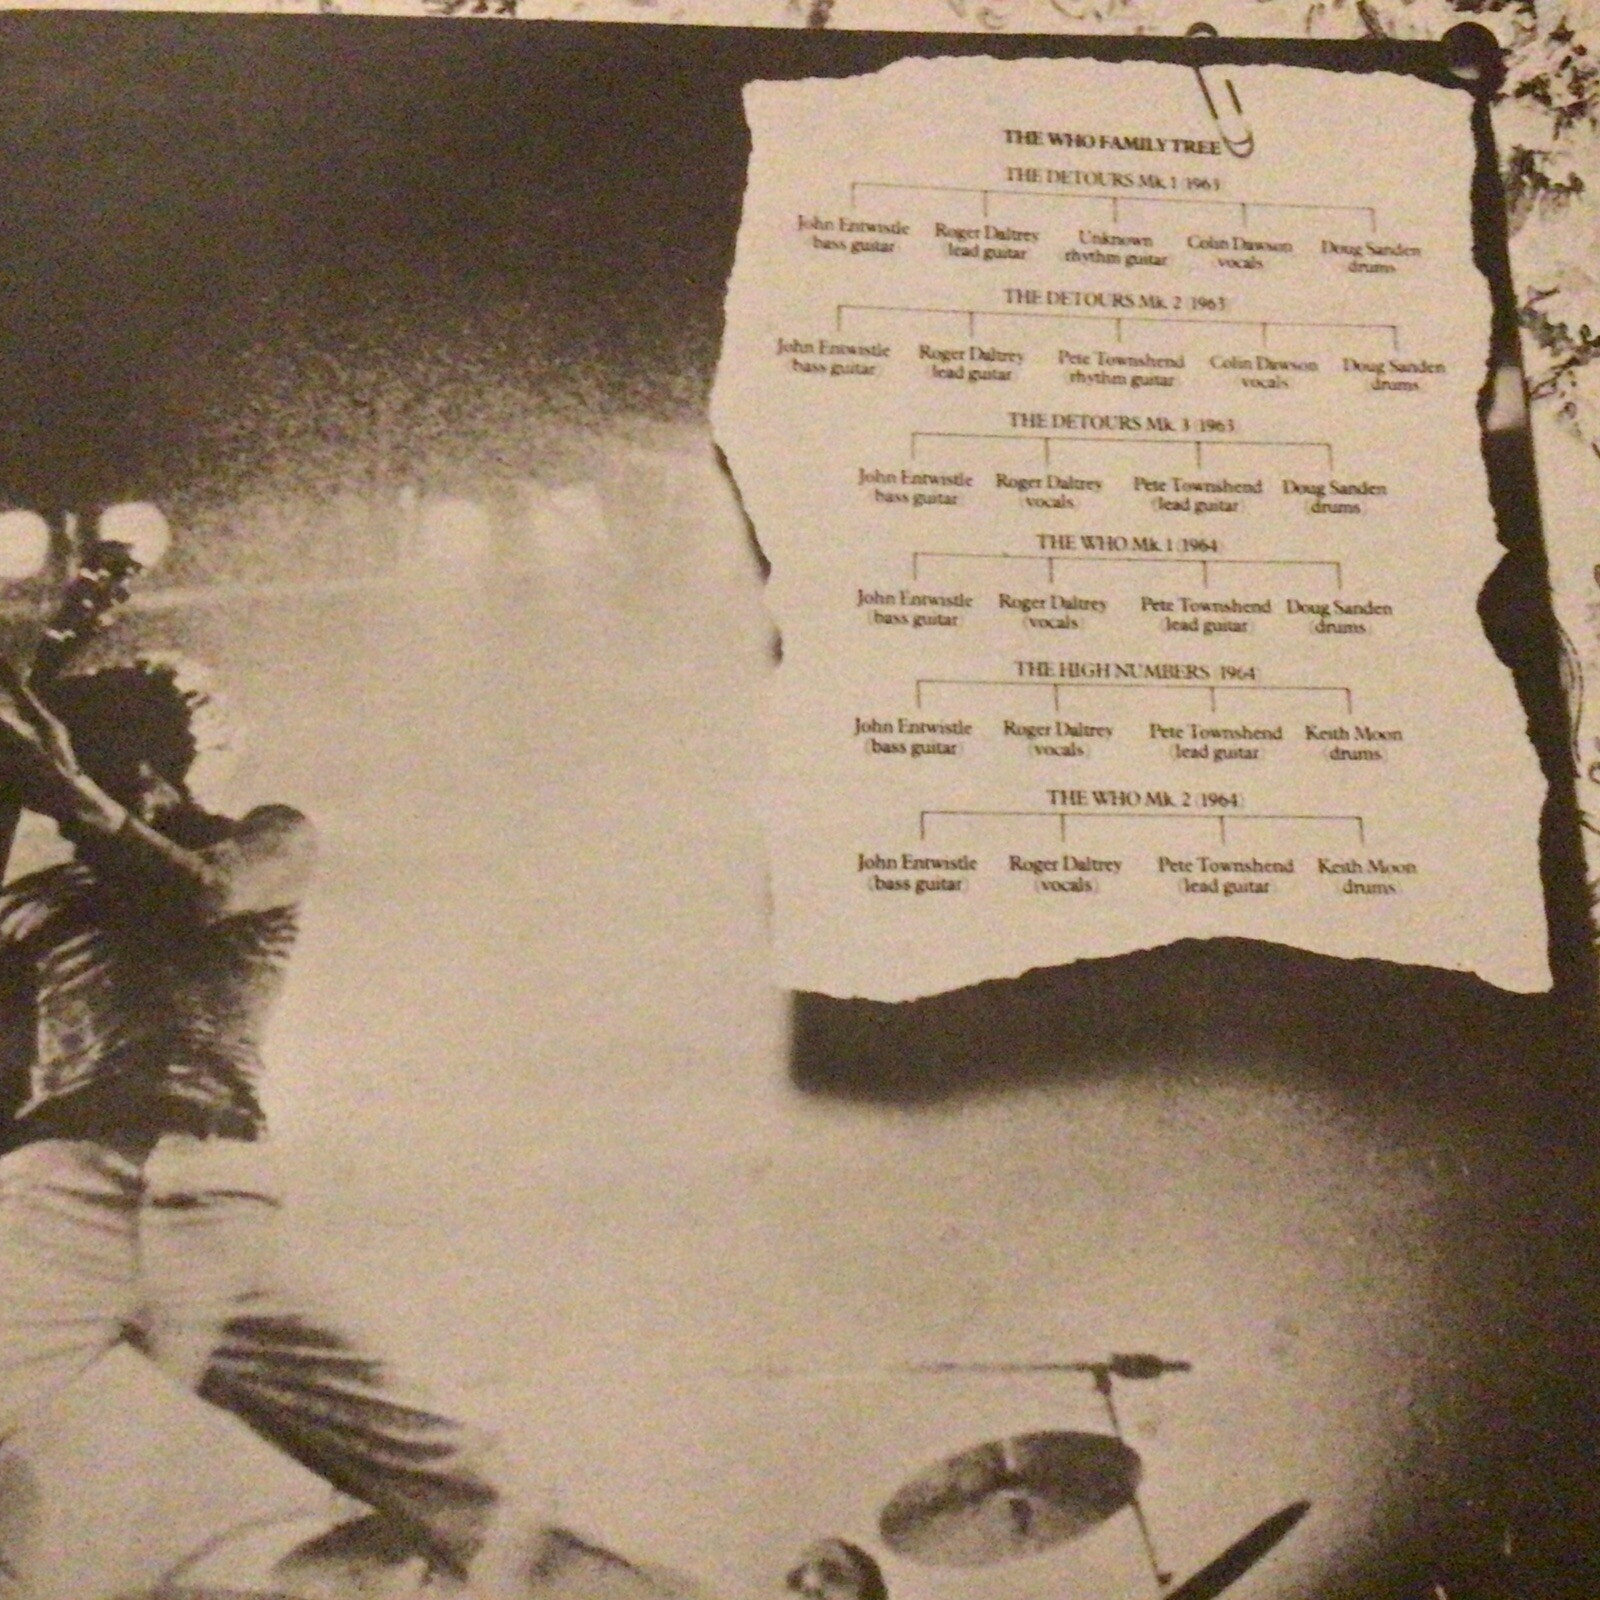 THE WHO FAMILY TREE
THE DETOURS Mk. 1 (1963)
John Entwistle Roger Daltrey Unknown Colin Dawson Doug Sanden
bass guitar lead guitar rhythm guitar vocals drums
THE DETOURS Mk. 2 (1963)
John Entwistle Roger Daltrey Pete Townshend Colin Dawson Doug Sanden
bass guitar lead guitar rhythm guitar vocals drums
THE DETOURS Mk. 3 (1963)
John Entwistle Roger Daltrey Pete Townshend Doug Sanden
bass guitar) (vocals) (lead guitar) (drums)
THE WHO Mk. 1 (1964)
John Entwistle Roger Daltrey Pete Townshend Doug Sanden
(bass guitar) (vocals) (lead guitar) (drums)
THE HIGH NUMBERS (1964)
John Entwistle Roger Daltrey Pete Townshend Keith Moon
(bass guitar) (vocals) (lead guitar) (drums)
THE WHO Mk. 2 (1964)
John Entwistle Roger Daltrey Pete Townshend Keith Moon
(bass guitar) (vocals) (lead guitar) (drums)